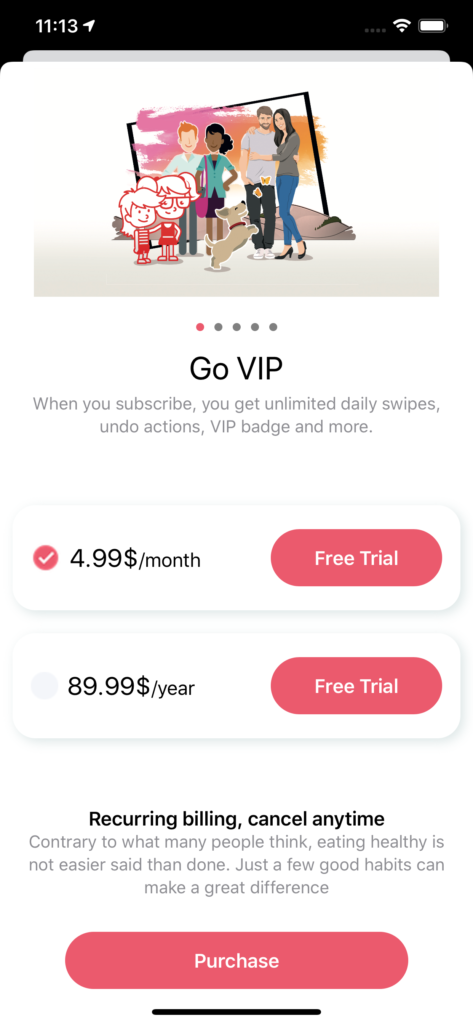 11:13
Go VIP
When you subscribe, you get unlimited daily swipes,
undo actions, VIP badge and more.
4.99$/month
Free Trial
89.99$/year
Free Trial
Recurring billing, cancel anytime
Contrary to what many people think, eating healthy is
not easier said than done. Just a few good habits can
make a great difference
Purchase